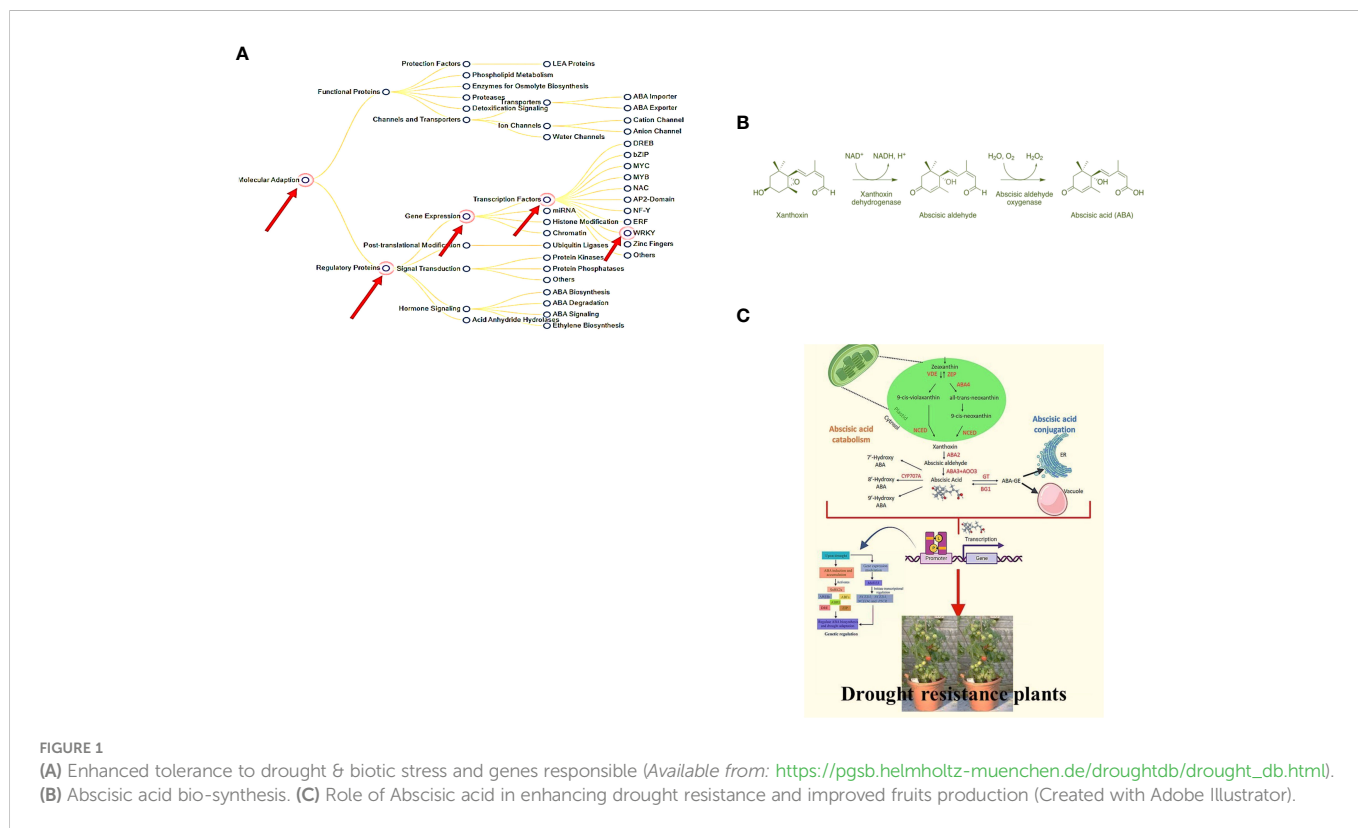 A
Protection Factors
LEA Proteins
Phospholipid Metabolism
Functional Proteins
Enzymes for Osmolyte Biosynthesis
Proteases
Transporters
ABA Importer
Detoxification Signaling
ABA Exporter
Channels and Transporters
Ion Channels
Cation Channel
Anion Channel
Water Channels
DREB
bZIP
MYC
Molecular Adaption
MYB
NAC
Transcription Factors
AP2-Domain
miRNA
NF-Y
Gene Expression
Histone Modification
ERF
Chromatin
WRKY
Post-translational Modification
Ubiquitin Ligases
Zinc Fingers
Others
Protein Kinases
Regulatory Proteins
Signal Transduction
Protein Phosphatases
Others
ABA Biosynthesis
ABA Degradation
Hormone Signaling
ABA Signaling
Acid Anhydride Hydrolases
Ethylene Biosynthesis
B
NAD+ NADH, H+
H2O, O2 H2O2
HO O O H
O OH O H
O OH O OH
Xanthoxin
Xanthoxin
dehydrogenase
Abscisic aldehyde
Abscisic aldehyde
oxygenase
Abscisic acid (ABA)
C
Zeaxanthin
VDE ZEP
ABA4
9-cis-violaxanthin
all-trans-neoxanthin
9-cis-neoxanthin
Plastid
Cytosol
NCED NCED
Xanthoxin
Abscisic acid
catabolism
Abscisic acid
conjugation
ER
ABA2
Abscisic aldehyde
ABA3+AOO3
7'-Hydroxy
ABA
CYP707A
Abscisic Acid
GT
BG1
ABA-GE
8'-Hydroxy
ABA
Vacuole
9'-Hydroxy
ABA
Transcription
Promoter
Gene
Genetic regulation
Drought resistance plants
FIGURE 1
(A) Enhanced tolerance to drought & biotic stress and genes responsible (Available from: https://pgsb.helmholtz-muenchen.de/droughtdb/drought_db.html).
(B) Abscisic acid bio-synthesis. (C) Role of Abscisic acid in enhancing drought resistance and improved fruits production (Created with Adobe Illustrator).